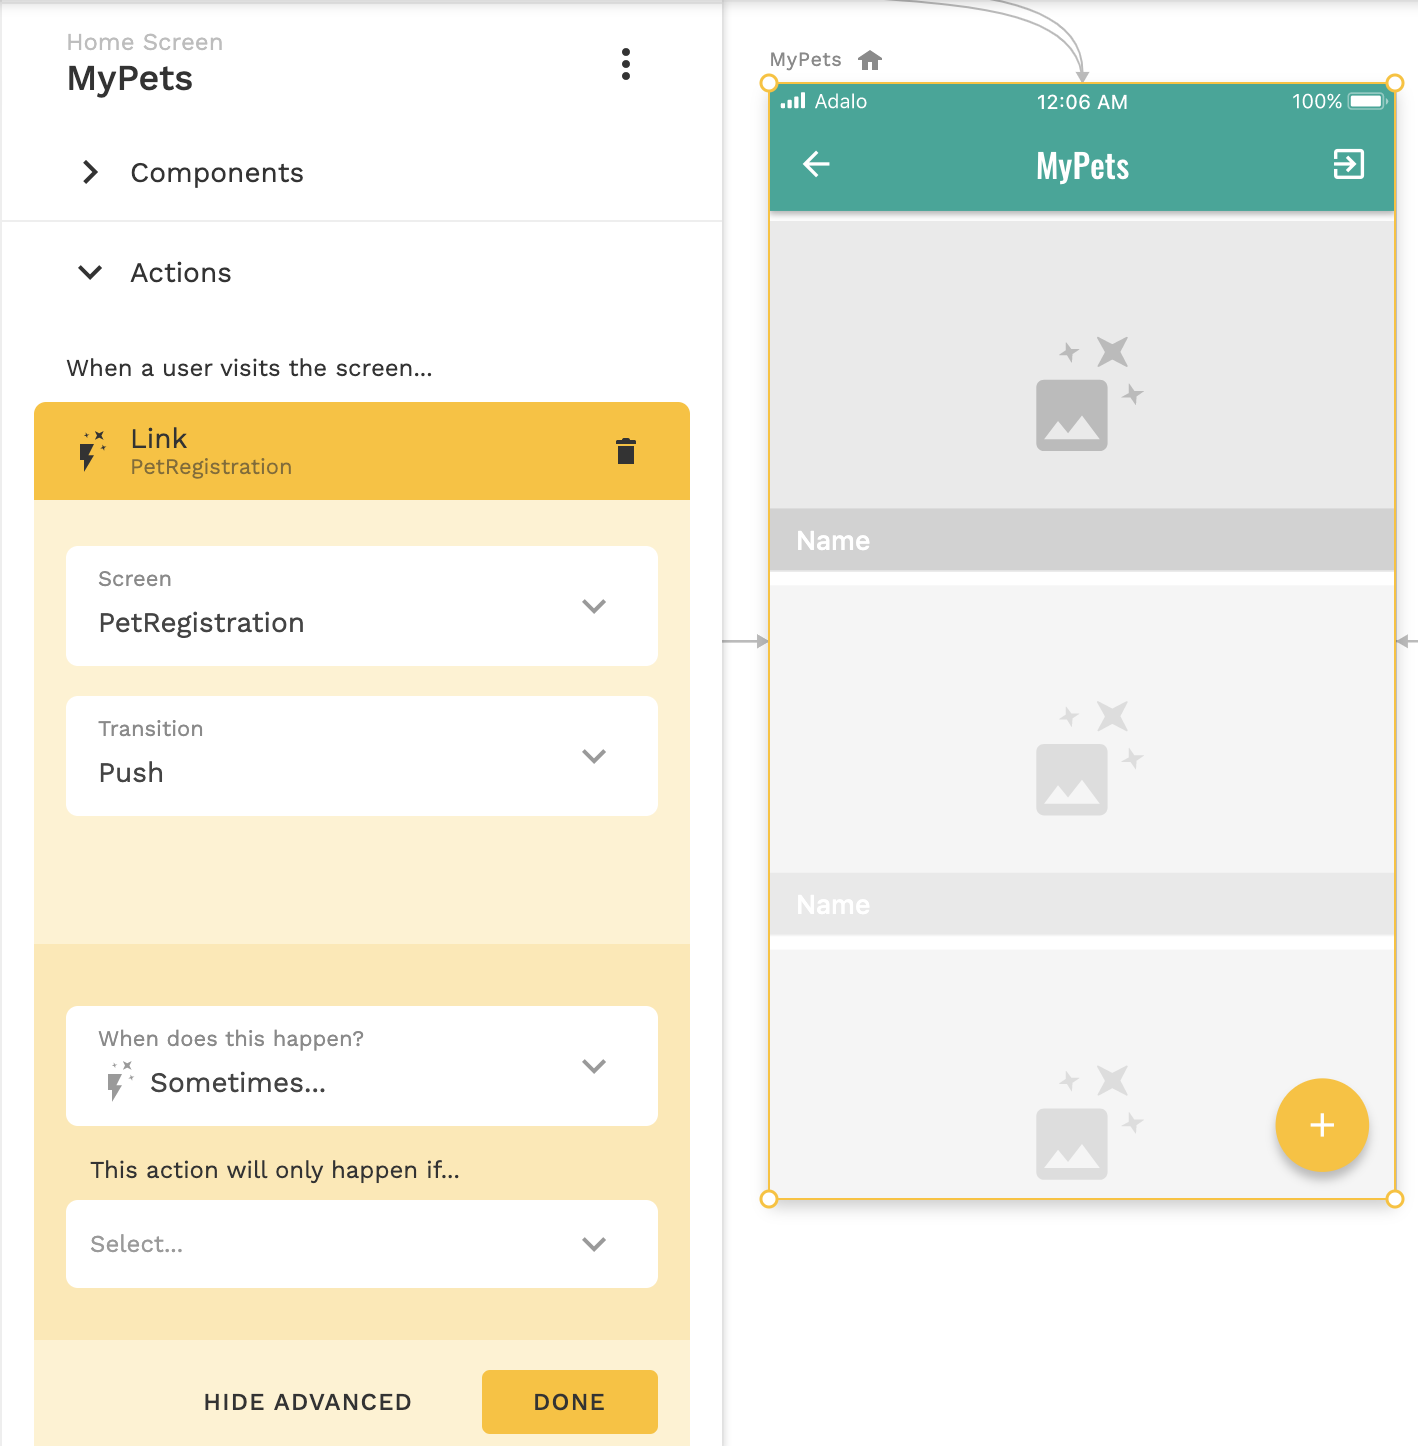 Home Screen
MyPets
Components
Actions
When a user visits the screen...
Link
PetRegistration
Screen
PetRegistration
Transition
Push
When does this happen?
Sometimes...
This action will only happen if...
Select...
HIDE ADVANCED
DONE
MyPets
Adalo
12:06 AM
100%
MyPets
Name
Name